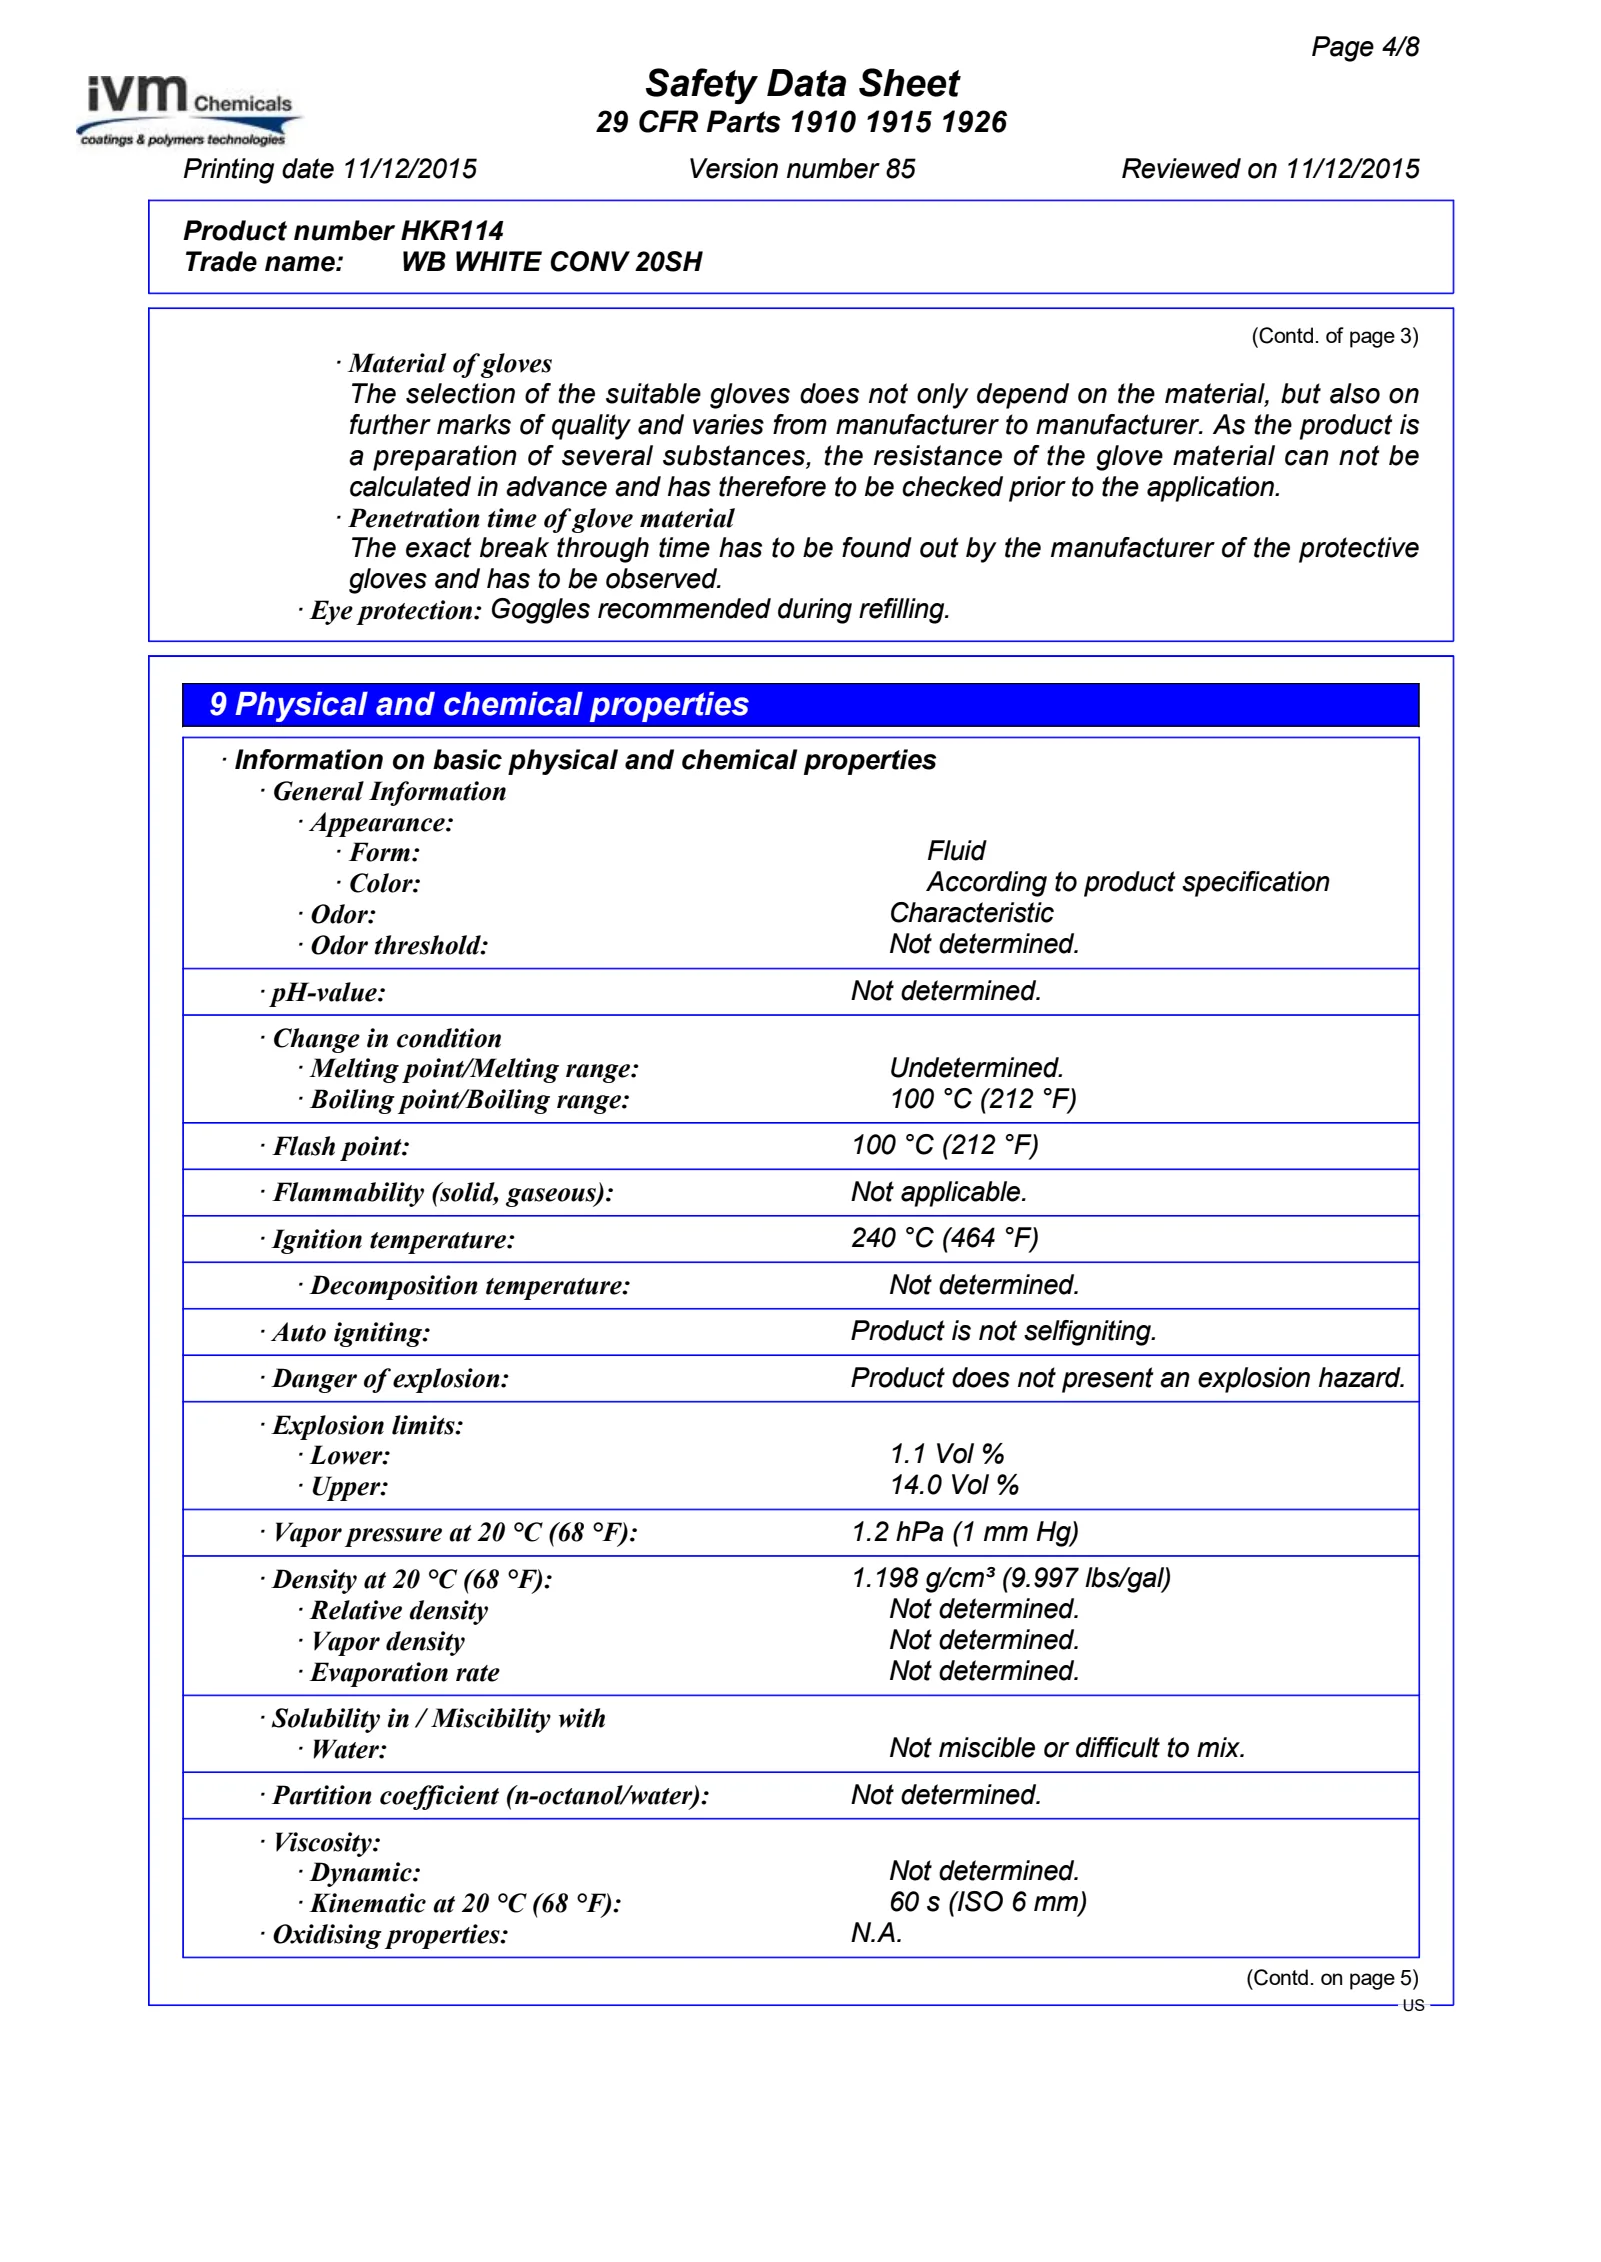 Page 4/8
ivm Chemicals
coatings & polymers technologies
Safety Data Sheet
29 CFR Parts 1910 1915 1926
Printing date 11/12/2015 Version number 85 Reviewed on 11/12/2015
Product number HKR114
Trade name: WB WHITE CONV 20SH
(Contd. of page 3)
· Material of gloves
The selection of the suitable gloves does not only depend on the material, but also on
further marks of quality and varies from manufacturer to manufacturer. As the product is
a preparation of several substances, the resistance of the glove material can not be
calculated in advance and has therefore to be checked prior to the application.
· Penetration time of glove material
The exact break through time has to be found out by the manufacturer of the protective
gloves and has to be observed.
· Eye protection: Goggles recommended during refilling.
9 Physical and chemical properties
· Information on basic physical and chemical properties
· General Information
· Appearance:
· Form: Fluid
· Color: According to product specification
· Odor: Characteristic
· Odor threshold: Not determined.
· pH-value: Not determined.
· Change in condition
· Melting point/Melting range: Undetermined.
· Boiling point/Boiling range: 100 °C (212 °F)
· Flash point: 100 °C (212 °F)
· Flammability (solid, gaseous): Not applicable.
· Ignition temperature: 240 °C (464 °F)
· Decomposition temperature: Not determined.
· Auto igniting: Product is not selfigniting.
· Danger of explosion: Product does not present an explosion hazard.
· Explosion limits:
· Lower: 1.1 Vol %
· Upper: 14.0 Vol %
· Vapor pressure at 20 °C (68 °F): 1.2 hPa (1 mm Hg)
· Density at 20 °C (68 °F): 1.198 g/cm³ (9.997 lbs/gal)
· Relative density Not determined.
· Vapor density Not determined.
· Evaporation rate Not determined.
· Solubility in / Miscibility with
· Water: Not miscible or difficult to mix.
· Partition coefficient (n-octanol/water): Not determined.
· Viscosity:
· Dynamic: Not determined.
· Kinematic at 20 °C (68 °F): 60 s (ISO 6 mm)
· Oxidising properties: N.A.
(Contd. on page 5)
US